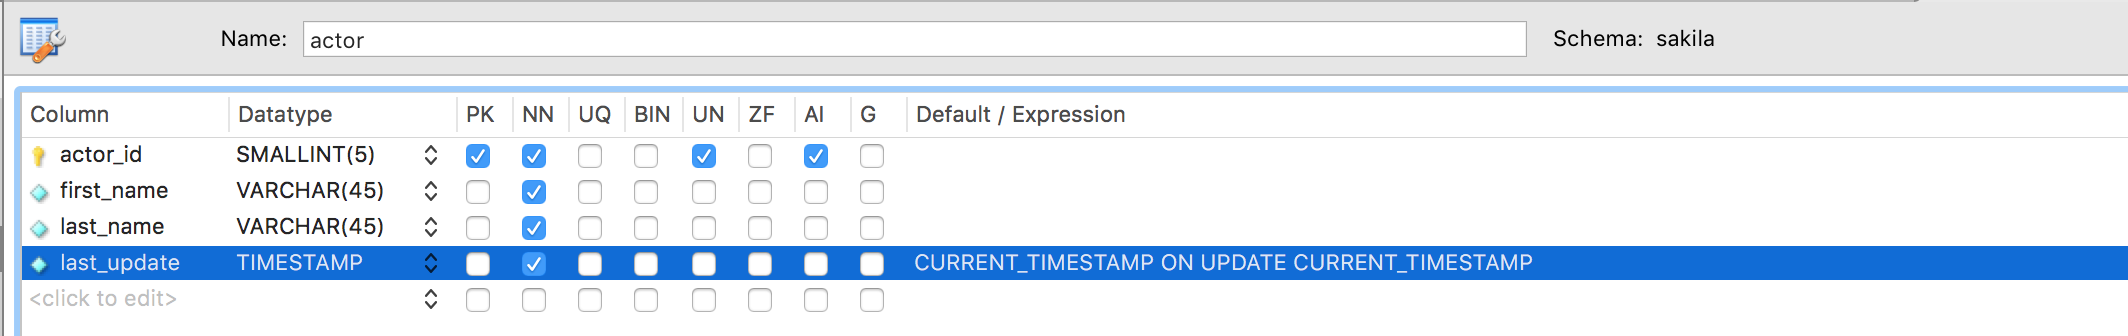 Name: actor Schema: sakila
Column Datatype PK NN UQ BIN UN ZF AI G Default / Expression
actor_id SMALLINT(5)
first_name VARCHAR(45)
last_name VARCHAR(45)
last_update TIMESTAMP CURRENT_TIMESTAMP ON UPDATE CURRENT_TIMESTAMP
<click to edit>